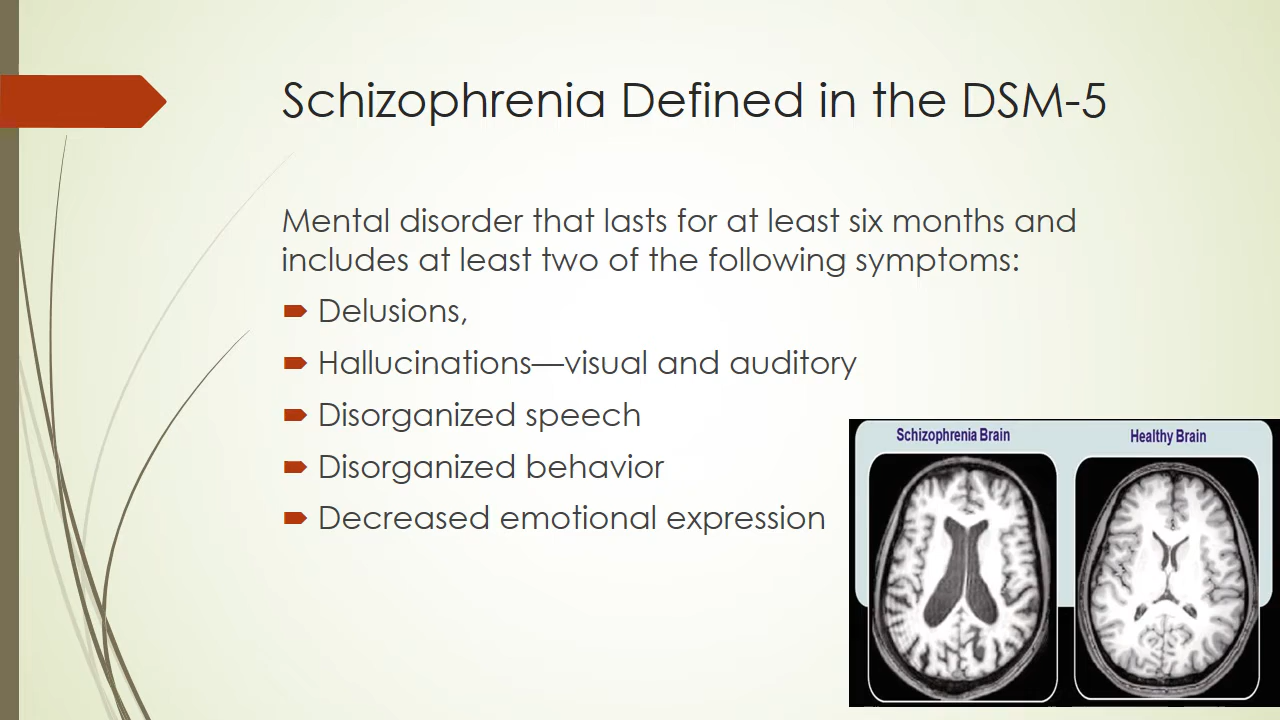 Schizophrenia Defined in the DSM-5
Mental disorder that lasts for at least six months and
includes at least two of the following symptoms:
Delusions,
Hallucinations—visual and auditory
Disorganized speech
Disorganized behavior
Decreased emotional expression
Schizophrenia Brain
Healthy Brain